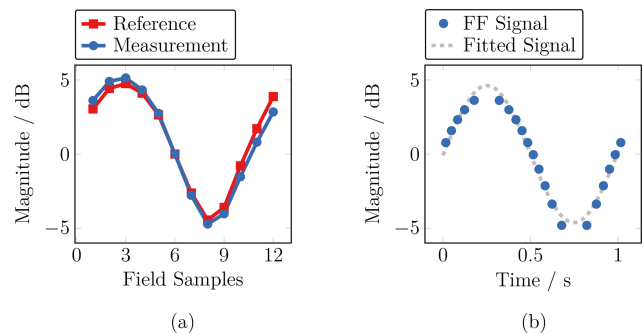 Reference
Measurement
5
0
−5
Magnitude / dB
0 3 6 9 12
Field Samples
(a)
FF Signal
Fitted Signal
5
0
−5
Magnitude / dB
0 0.5 1
Time / s
(b)